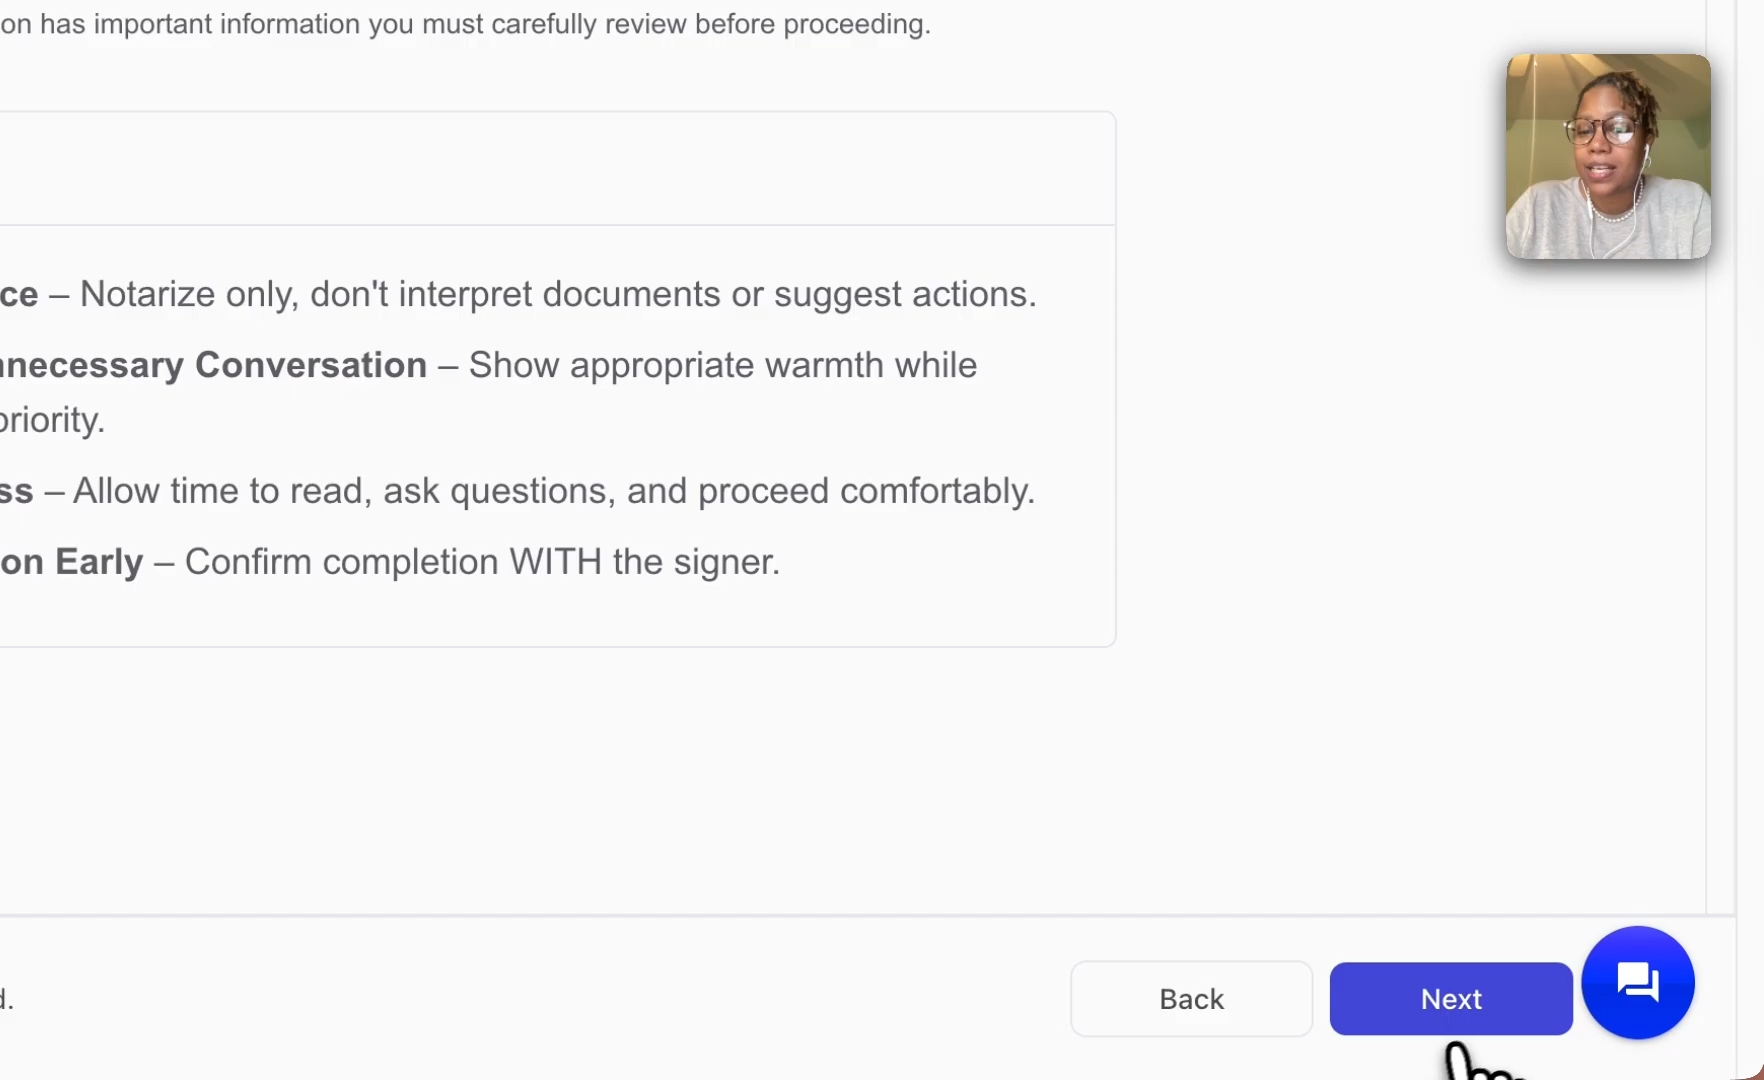 on has important information you must carefully review before proceeding.
ce – Notarize only, don't interpret documents or suggest actions.
nnecessary Conversation – Show appropriate warmth while
priority.
ss – Allow time to read, ask questions, and proceed comfortably.
on Early – Confirm completion WITH the signer.
d.
Back
Next